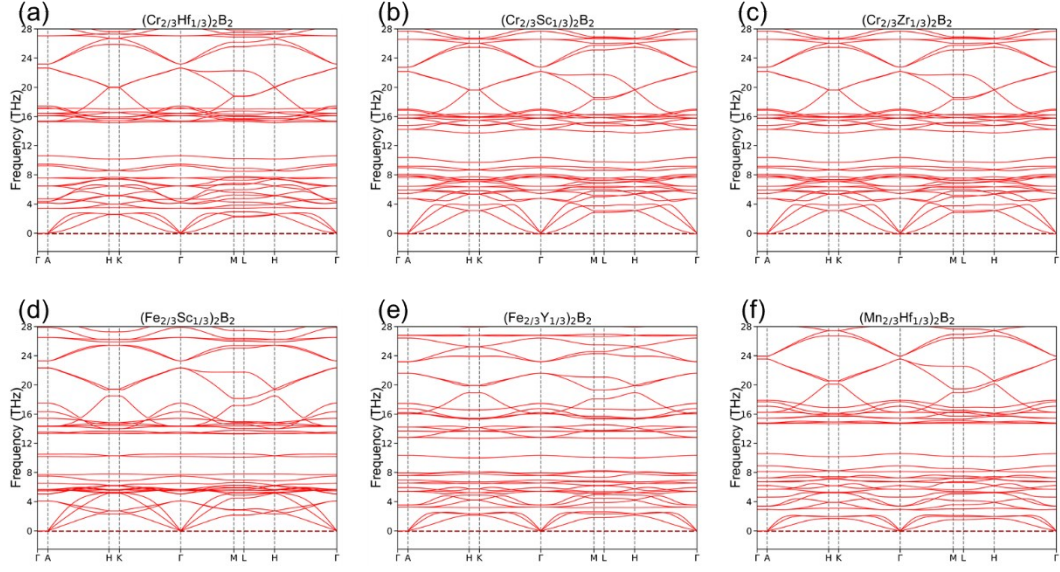 (a) (Cr2/3Hf1/3)2B2
Frequency (THz)
28
24
20
16
12
8
4
0
Γ A H K Γ M L H Γ
(b) (Cr2/3Sc1/3)2B2
Frequency (THz)
28
24
20
16
12
8
4
0
Γ A H K Γ M L H Γ
(c) (Cr2/3Zr1/3)2B2
Frequency (THz)
28
24
20
16
12
8
4
0
Γ A H K Γ M L H Γ
(d) (Fe2/3Sc1/3)2B2
Frequency (THz)
28
24
20
16
12
8
4
0
Γ A H K Γ M L H Γ
(e) (Fe2/3Y1/3)2B2
Frequency (THz)
28
24
20
16
12
8
4
0
Γ A H K Γ M L H Γ
(f) (Mn2/3Hf1/3)2B2
Frequency (THz)
28
24
20
16
12
8
4
0
Γ A H K Γ M L H Γ